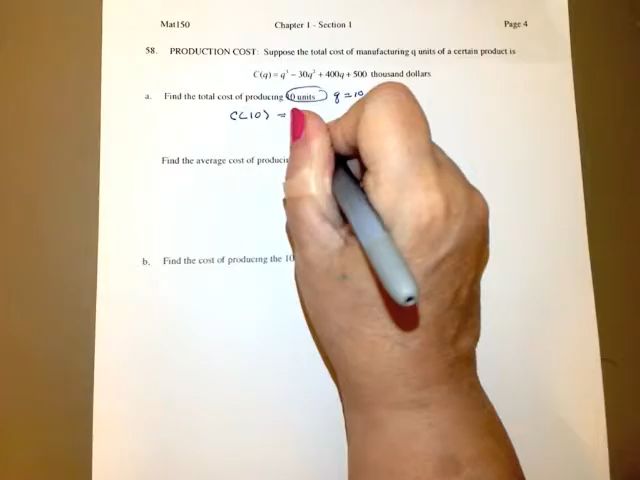 Mat150 Chapter 1 - Section 1 Page 4
58. PRODUCTION COST: Suppose the total cost of manufacturing q units of a certain product is
C(q) = q³ − 30q² + 400q + 500 thousand dollars
a. Find the total cost of producing 10 units q = 10
C(10) =
Find the average cost of produci
b. Find the cost of producing the 10